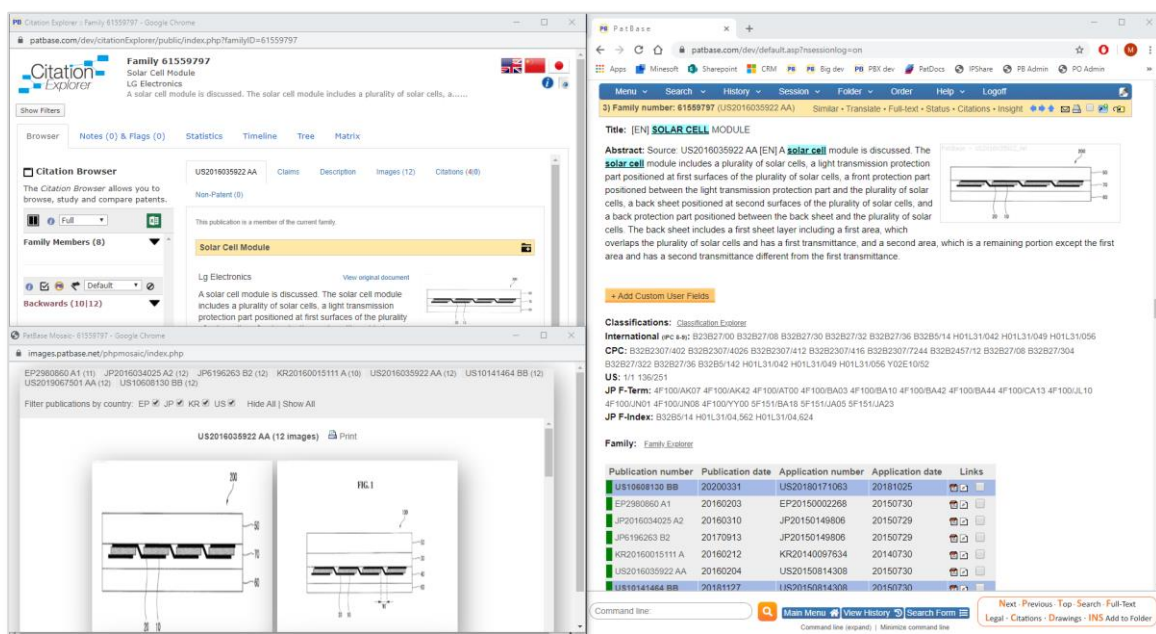 PB Citation Explorer :: Family 61559797 - Google Chrome
patbase.com/dev/citationExplorer/public/index.php?familyID=61559797
Citation Explorer
Family 61559797
Solar Cell Module
LG Electronics
A solar cell module is discussed. The solar cell module includes a plurality of solar cells, a......
Show Filters
Browser Notes (0) & Flags (0) Statistics Timeline Tree Matrix
Citation Browser
The Citation Browser allows you to
browse, study and compare patents.
Full
Family Members (8)
Default
Backwards (10|12)
US2016035922 AA Claims Description Images (12) Citations (4|0)
Non-Patent (0)
This publication is a member of the current family.
Solar Cell Module
Lg Electronics View original document
A solar cell module is discussed. The solar cell module
includes a plurality of solar cells, a light transmission
protection part positioned at first surfaces of the plurality
PatBase Mosaic- 61559797 - Google Chrome
images.patbase.net/phpmosaic/index.php
EP2980860 A1 (11) JP2016034025 A2 (12) JP6196263 B2 (12) KR20160015111 A (10) US2016035922 AA (12) US10141464 BB (12)
US2019067501 AA (12) US10608130 BB (12)
Filter publications by country: EP JP KR US Hide All | Show All
US2016035922 AA (12 images) Print
200
FIG.1
PB PatBase
patbase.com/dev/default.asp?nsessionlog=on
Apps Minesoft Sharepoint CRM PB PB Big dev PB PBX dev PatDocs IPShare PB Admin PO Admin
Menu Search History Session Folder Order Help Logoff
3) Family number: 61559797 (US2016035922 AA) Similar • Translate • Full-text • Status • Citations • Insight
Title: [EN] SOLAR CELL MODULE
Abstract: Source: US2016035922 AA [EN] A solar cell module is discussed. The
solar cell module includes a plurality of solar cells, a light transmission protection
part positioned at first surfaces of the plurality of solar cells, a front protection part
positioned between the light transmission protection part and the plurality of solar
cells, a back sheet positioned at second surfaces of the plurality of solar cells, and
a back protection part positioned between the back sheet and the plurality of solar
cells. The back sheet includes a first sheet layer including a first area, which
overlaps the plurality of solar cells and has a first transmittance, and a second area, which is a remaining portion except the first
area and has a second transmittance different from the first transmittance.
+ Add Custom User Fields
Classifications: Classification Explorer
International (IPC 8-9): B23B27/00 B32B27/08 B32B27/30 B32B27/32 B32B27/36 B32B5/14 H01L31/042 H01L31/049 H01L31/056
CPC: B32B2307/402 B32B2307/4026 B32B2307/412 B32B2307/416 B32B2307/7244 B32B2457/12 B32B27/08 B32B27/304
B32B27/322 B32B27/36 B32B5/142 H01L31/042 H01L31/049 H01L31/056 Y02E10/52
US: 1/1 136/251
JP F-Term: 4F100/AK07 4F100/AK42 4F100/AT00 4F100/BA03 4F100/BA10 4F100/BA42 4F100/BA44 4F100/CA13 4F100/JL10
4F100/JN01 4F100/JN08 4F100/YY00 5F151/BA18 5F151/JA05 5F151/JA23
JP F-Index: B32B5/14 H01L31/04,562 H01L31/04,624
Family: Family Explorer
Publication number Publication date Application number Application date Links
US10608130 BB 20200331 US20180171063 20181025
EP2980860 A1 20160203 EP20150002268 20150730
JP2016034025 A2 20160310 JP20150149806 20150729
JP6196263 B2 20170913 JP20150149806 20150729
KR20160015111 A 20160212 KR20140097634 20140730
US2016035922 AA 20160204 US20150814308 20150730
US10141464 BB 20181127 US20150814308 20150730
Command line: Main Menu View History Search Form
Command line (expand) | Minimize command line
Next · Previous · Top · Search · Full-Text
Legal · Citations · Drawings · INS Add to Folder